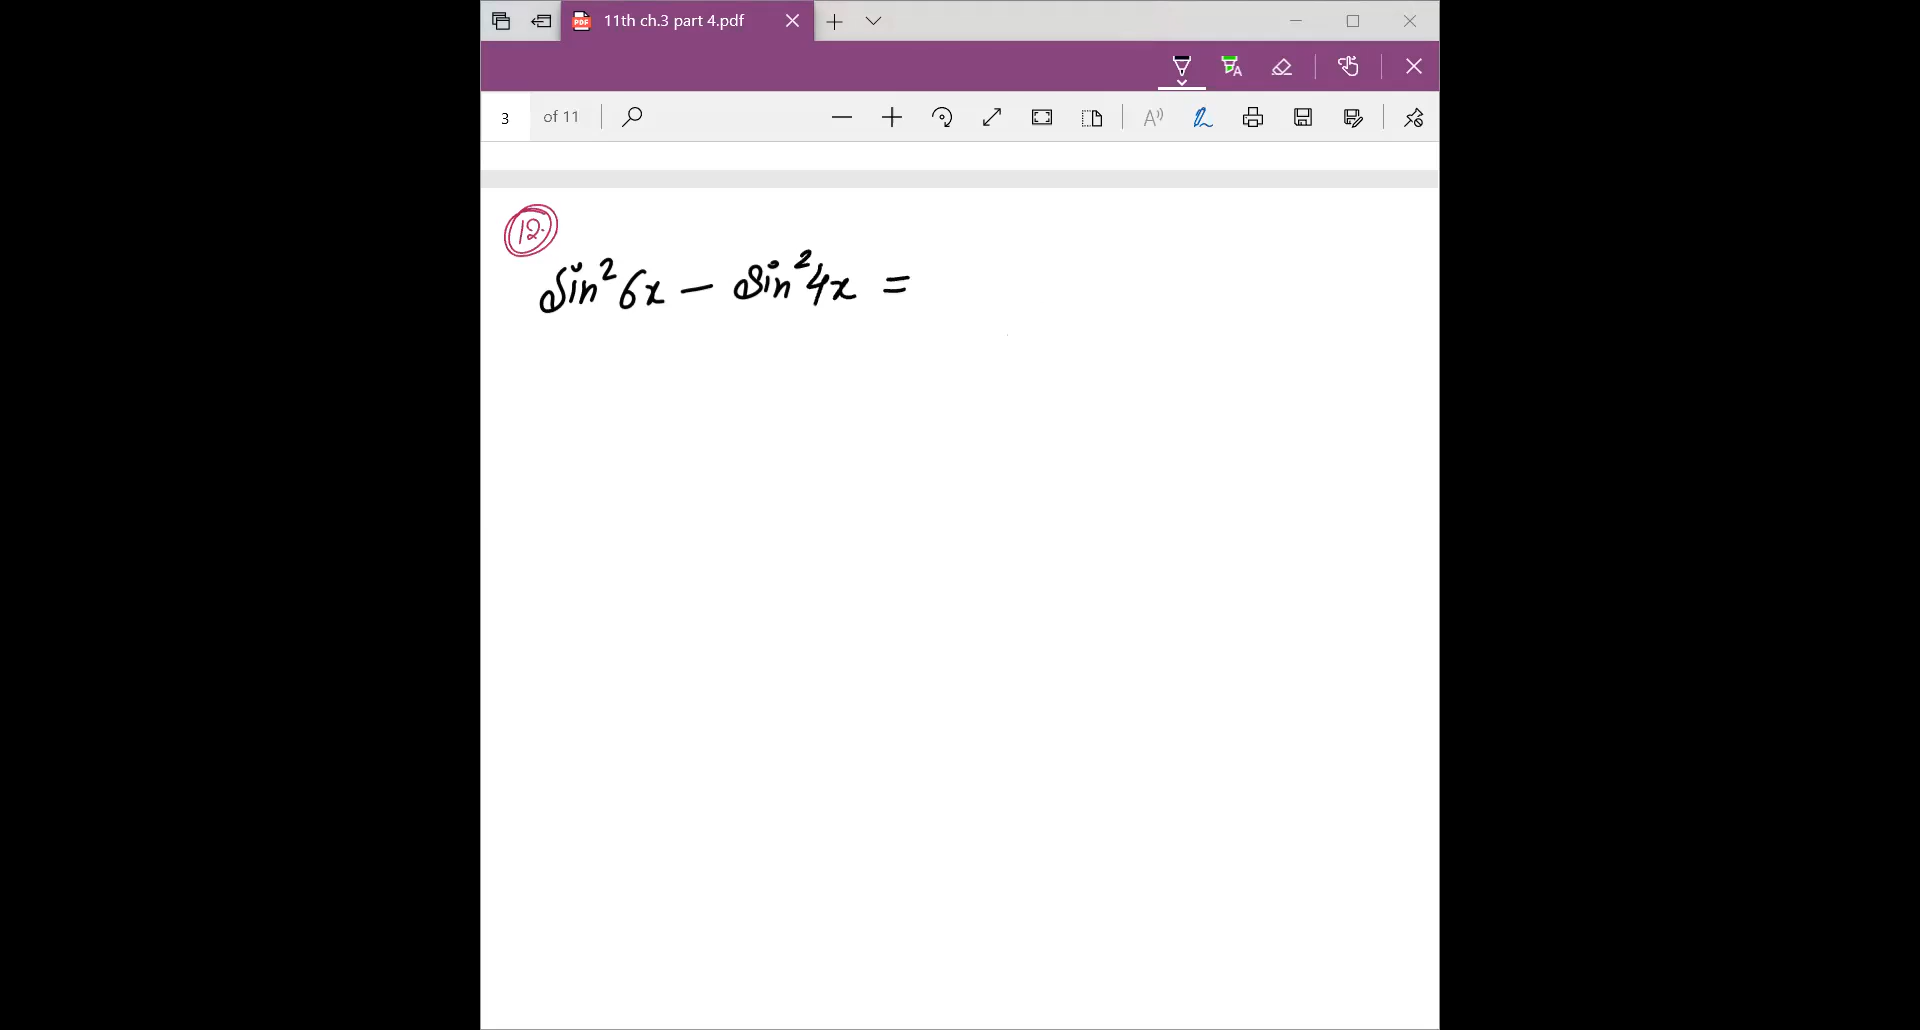 11th ch.3 part 4.pdf
3 of 11
12.
Sin²6x − Sin²4x =